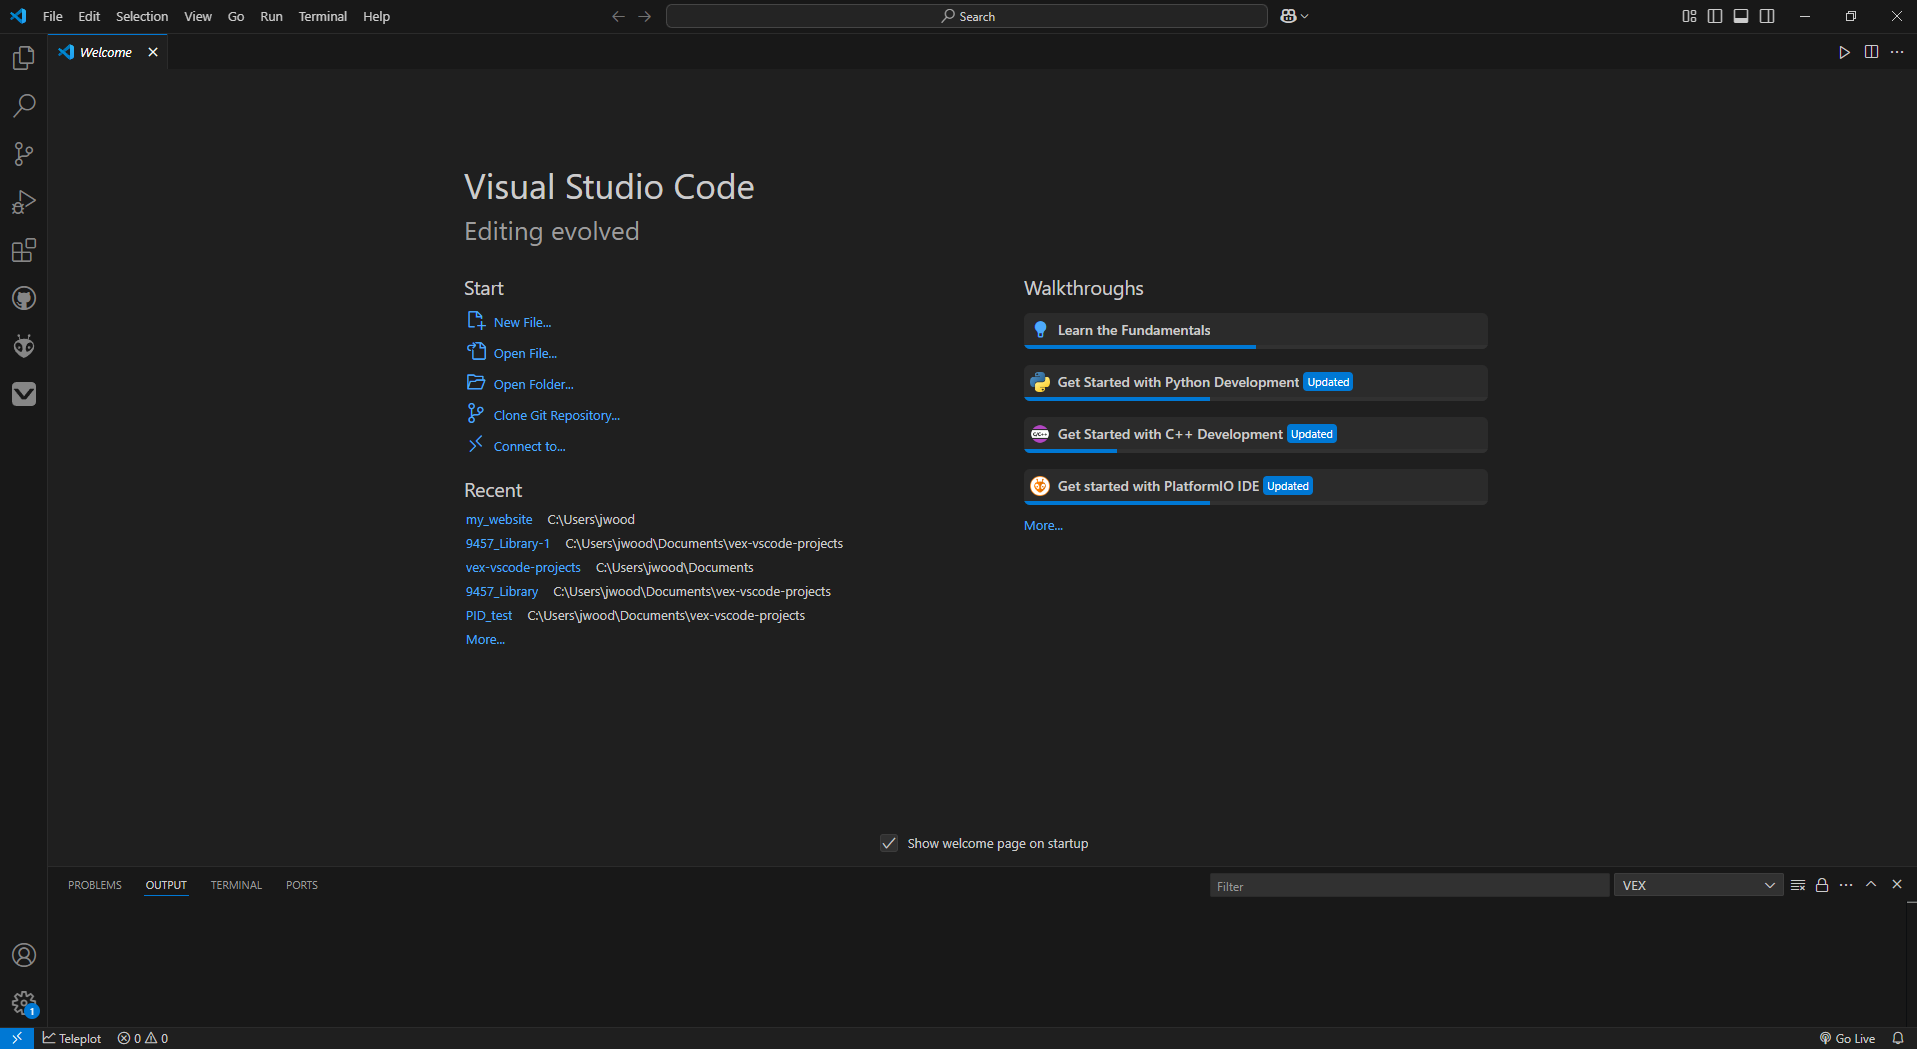 File Edit Selection View Go Run Terminal Help
Search
Welcome
Visual Studio Code
Editing evolved
Start
New File...
Open File...
Open Folder...
Clone Git Repository...
Connect to...
Recent
my_website C:\Users\jwood
9457_Library-1 C:\Users\jwood\Documents\vex-vscode-projects
vex-vscode-projects C:\Users\jwood\Documents
9457_Library C:\Users\jwood\Documents\vex-vscode-projects
PID_test C:\Users\jwood\Documents\vex-vscode-projects
More...
Walkthroughs
Learn the Fundamentals
Get Started with Python Development Updated
C/C++ Get Started with C++ Development Updated
Get started with PlatformIO IDE Updated
More...
Show welcome page on startup
PROBLEMS OUTPUT TERMINAL PORTS
Filter
VEX
1
Teleplot 0 0
Go Live